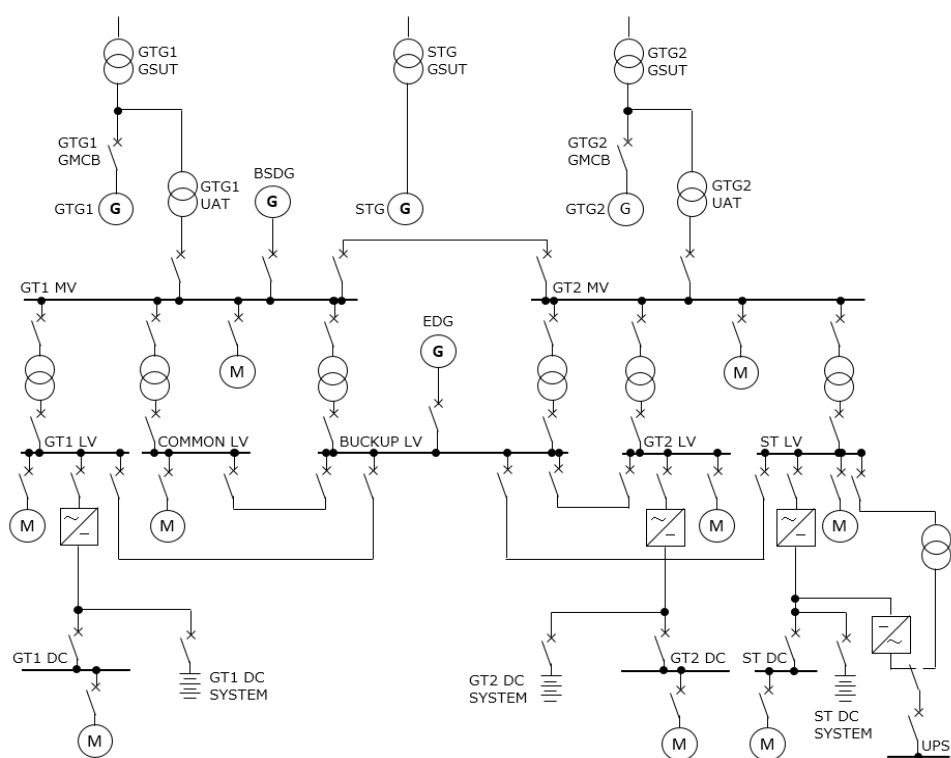 GTG1
GSUT
STG
GSUT
GTG2
GSUT
GTG1
GMCB
GTG2
GMCB
BSDG
GTG1
UAT
GTG2
UAT
GTG1
G
G
STG
G
GTG2
G
GT1 MV
GT2 MV
EDG
G
M
M
GT1 LV
COMMON LV
BUCKUP LV
GT2 LV
ST LV
M
M
M
M
GT1 DC
GT1 DC
SYSTEM
GT2 DC
SYSTEM
GT2 DC
ST DC
ST DC
SYSTEM
M
M
M
UPS